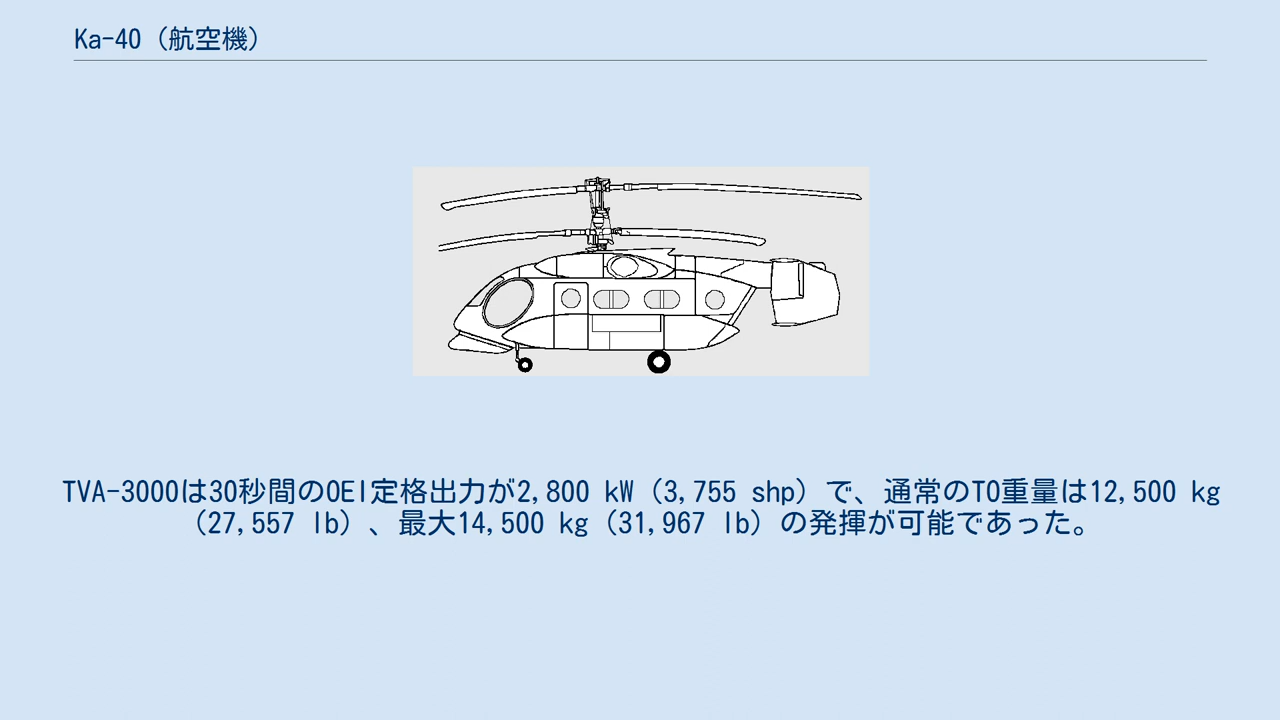 Ka-40（航空機）
TVA-3000は30秒間のOEI定格出力が2,800 kW（3,755 shp）で、通常のTO重量は12,500 kg
（27,557 lb）、最大14,500 kg（31,967 lb）の発揮が可能であった。